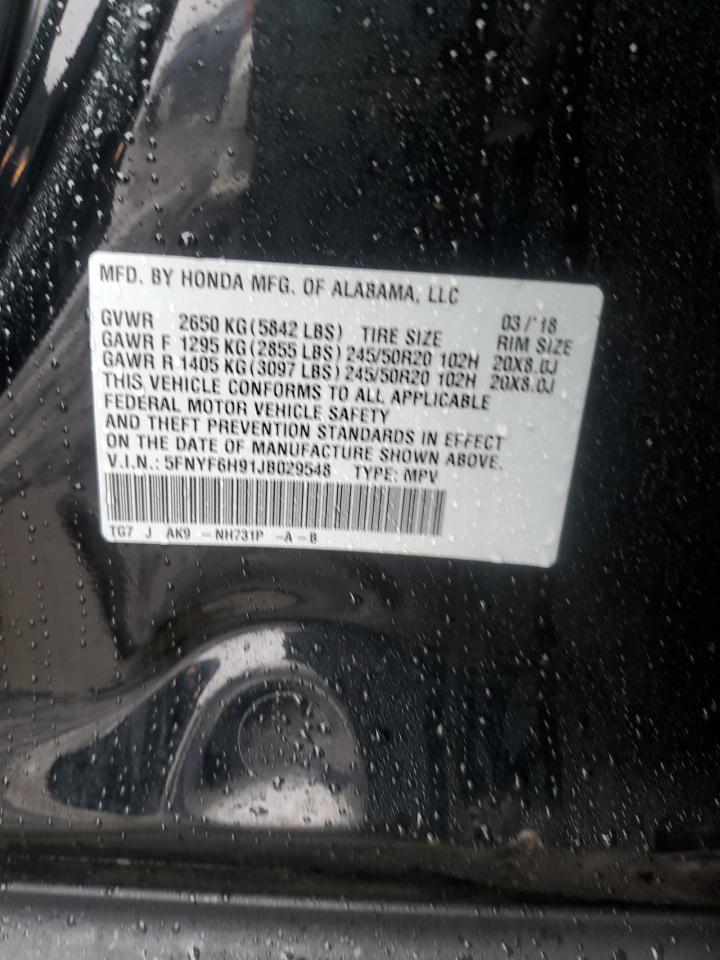 MFD. BY HONDA MFG. OF ALABAMA, LLC
03 / '18
GVWR 2650 KG (5842 LBS) TIRE SIZE RIM SIZE
GAWR F 1295 KG (2855 LBS) 245/50R20 102H 20X8.0J
GAWR R 1405 KG (3097 LBS) 245/50R20 102H 20X8.0J
THIS VEHICLE CONFORMS TO ALL APPLICABLE
FEDERAL MOTOR VEHICLE SAFETY
AND THEFT PREVENTION STANDARDS IN EFFECT
ON THE DATE OF MANUFACTURE SHOWN ABOVE.
V.I.N.: 5FNYF6H91JB029548 TYPE: MPV
TG7 J AK9 -NH731P -A -B